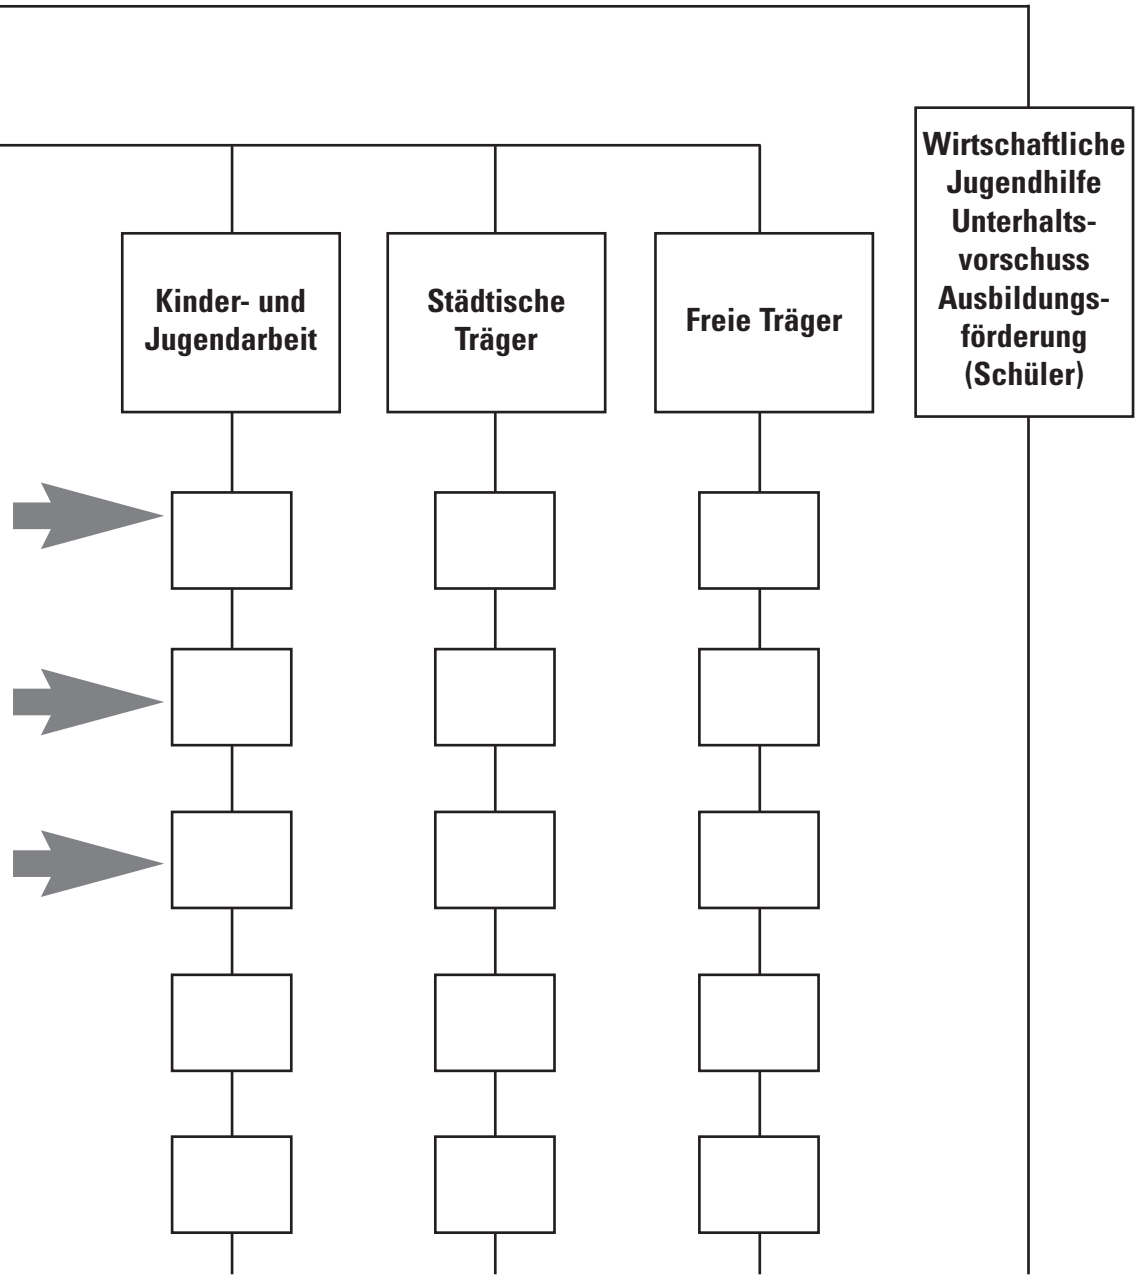 Kinder- und
Jugendarbeit
Städtische
Träger
Freie Träger
Wirtschaftliche
Jugendhilfe
Unterhalts-
vorschuss
Ausbildungs-
förderung
(Schüler)